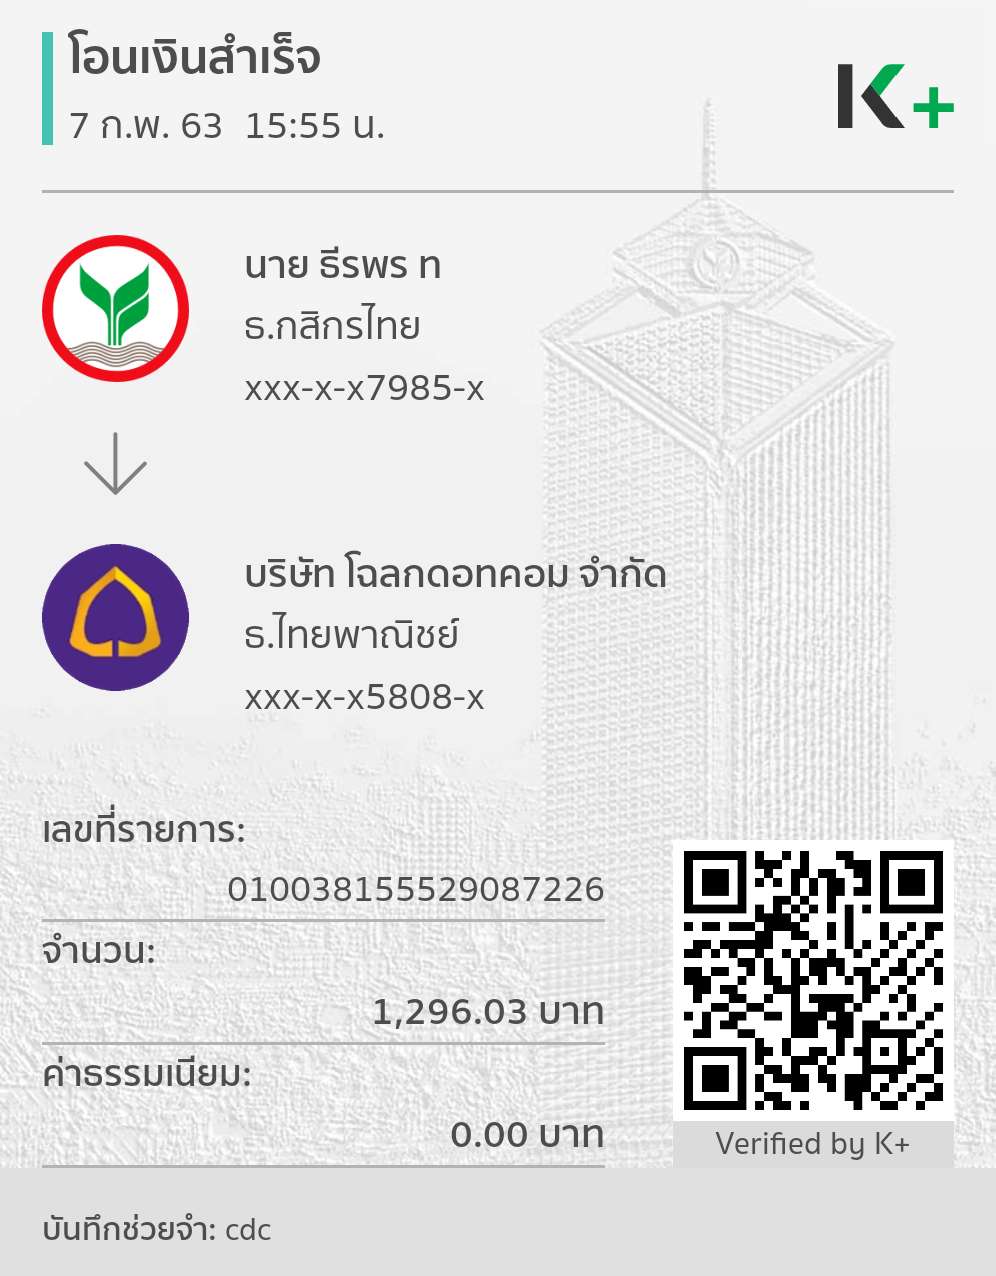 โอนเงินสำเร็จ
7 ก.พ. 63 15:55 น.
K+
นาย ธีรพร ท
ธ.กสิกรไทย
xxx-x-x7985-x
บริษัท โฉลกดอทคอม จำกัด
ธ.ไทยพาณิชย์
xxx-x-x5808-x
เลขที่รายการ:
010038155529087226
จำนวน:
1,296.03 บาท
ค่าธรรมเนียม:
0.00 บาท
Verified by K+
บันทึกช่วยจำ: cdc